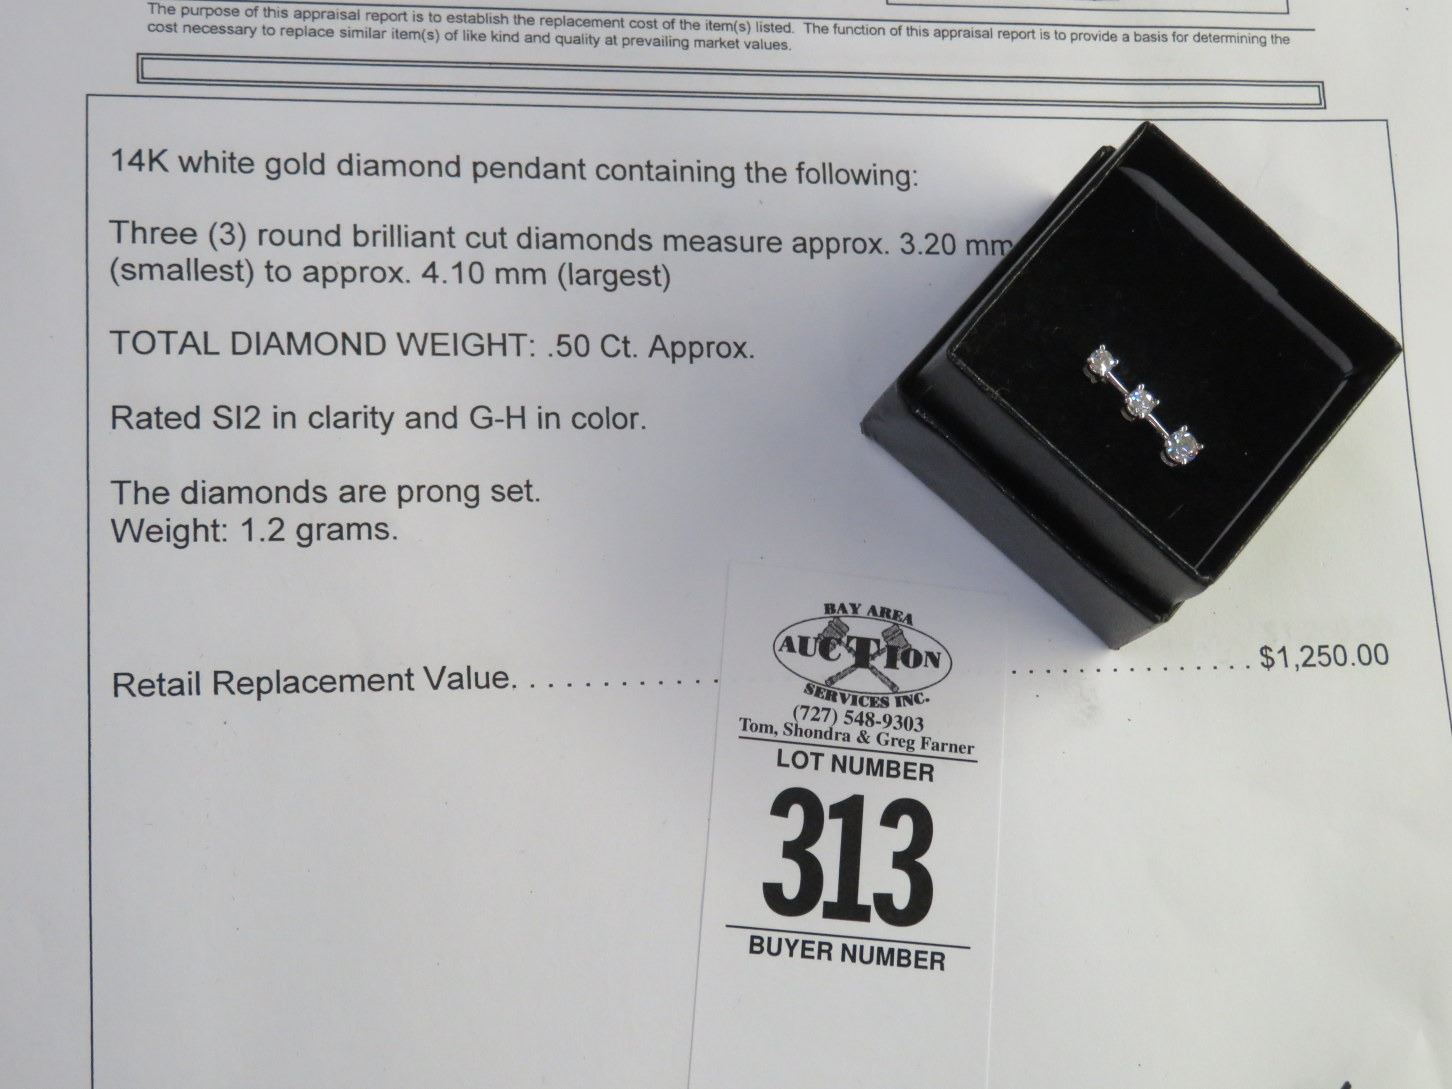 The purpose of this appraisal report is to establish the replacement cost of the item(s) listed. The function of this appraisal report is to provide a basis for determining the
cost necessary to replace similar item(s) of like kind and quality at prevailing market values.
14K white gold diamond pendant containing the following:
Three (3) round brilliant cut diamonds measure approx. 3.20 mm
(smallest) to approx. 4.10 mm (largest)
TOTAL DIAMOND WEIGHT: .50 Ct. Approx.
Rated SI2 in clarity and G-H in color.
The diamonds are prong set.
Weight: 1.2 grams.
Retail Replacement Value. . . . . . . . . . . . . . . . . . . . . . . . . . $1,250.00
BAY AREA
AUCTION
SERVICES INC.
(727) 548-9303
Tom, Shondra & Greg Farner
LOT NUMBER
313
BUYER NUMBER